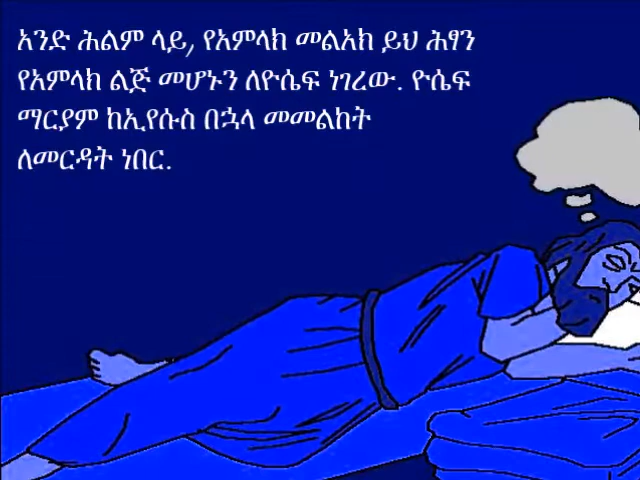 አንድ ሕልም ላይ, የአምላክ መልአክ ይህ ሕፃን
የአምላክ ልጅ መሆኑን ለዮሴፍ ነገረው. ዮሴፍ
ማርያም ከኢየሱስ በኋላ መመልከት
ለመርዳት ነበር.